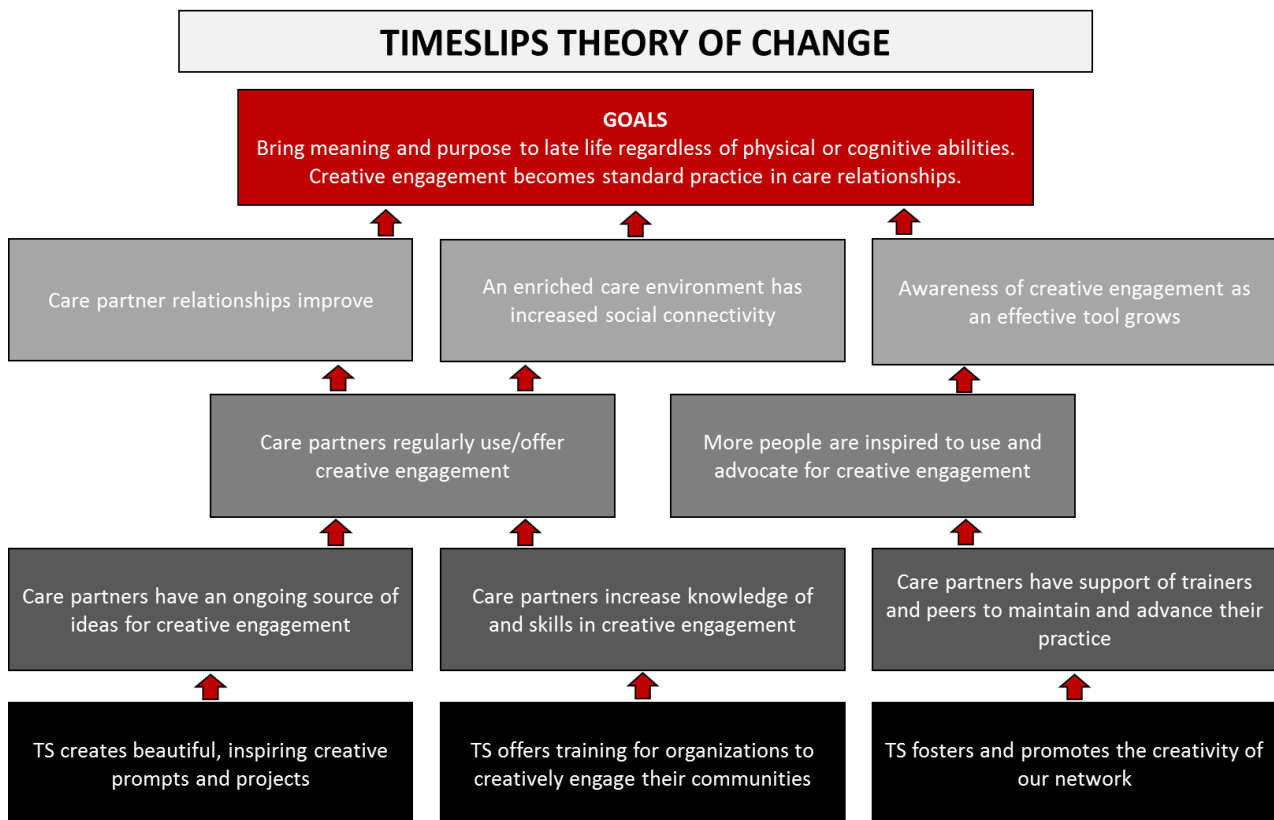 TIMESLIPS THEORY OF CHANGE
GOALS
Bring meaning and purpose to late life regardless of physical or cognitive abilities.
Creative engagement becomes standard practice in care relationships.
Care partner relationships improve
An enriched care environment has
increased social connectivity
Awareness of creative engagement as
an effective tool grows
Care partners regularly use/offer
creative engagement
More people are inspired to use and
advocate for creative engagement
Care partners have an ongoing source of
ideas for creative engagement
Care partners increase knowledge of
and skills in creative engagement
Care partners have support of trainers
and peers to maintain and advance their
practice
TS creates beautiful, inspiring creative
prompts and projects
TS offers training for organizations to
creatively engage their communities
TS fosters and promotes the creativity of
our network